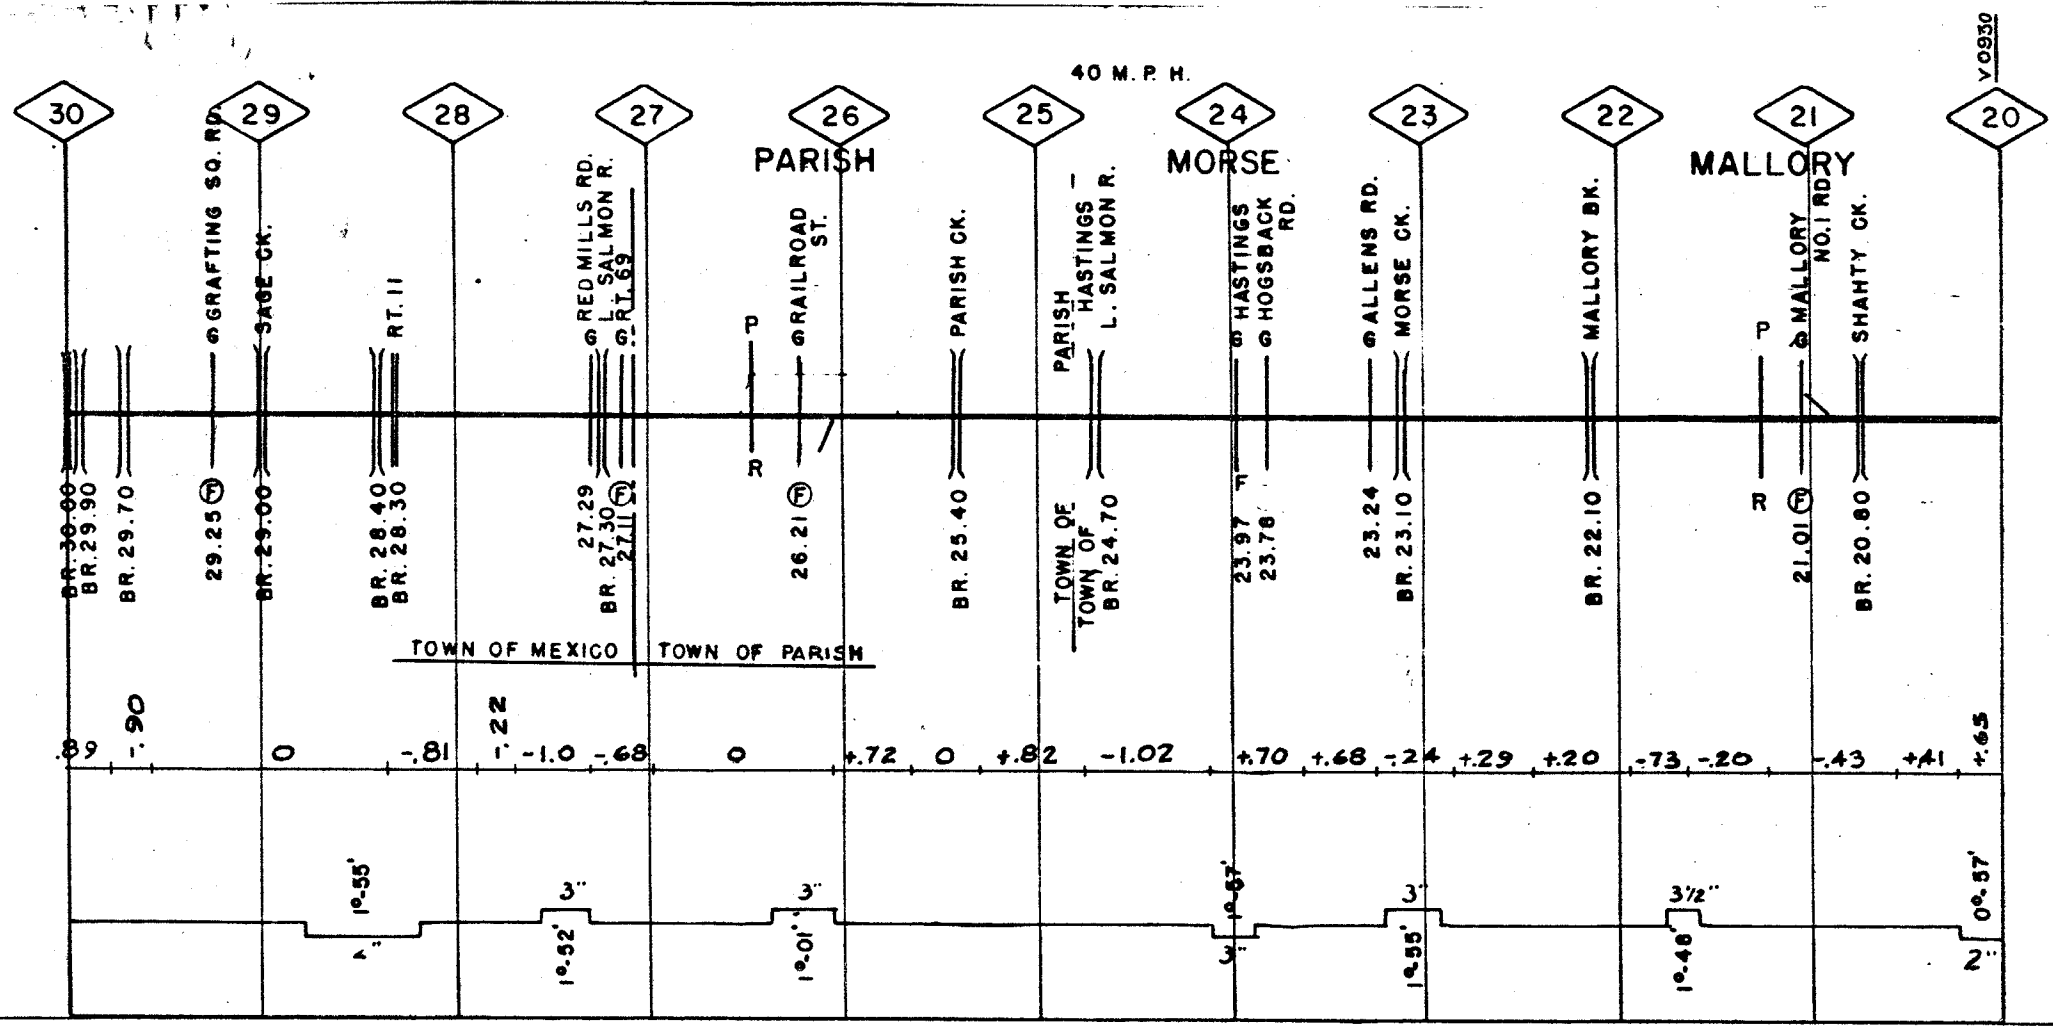 V0930
40 M.P.H.
30 29 28 27 26 25 24 23 22 21 20
PARISH MORSE MALLORY
G GRAFTING SQ. RD.
SAGE CK.
RT. 11
G RED MILLS RD.
L. SALMON R.
G RT. 69
P
G RAILROAD
ST.
PARISH CK.
PARISH
HASTINGS —
L. SALMON R.
G HASTINGS
G HOGSBACK
RD.
G ALLENS RD.
MORSE CK.
MALLORY BK.
P
G MALLORY
NO.1 RD.
SHAHTY CK.
BR. 30.00
BR. 29.90
BR. 29.70
29.25 F
BR. 29.00
BR. 28.40
BR. 28.30
27.29
BR. 27.30
27.11 F
R
26.21 F
BR. 25.40
TOWN OF
TOWN OF
BR. 24.70
23.97 F
23.78
23.24
BR. 23.10
BR. 22.10
R
21.01 F
BR. 20.80
TOWN OF MEXICO TOWN OF PARISH
.89 -.90 0 -.81 -.22 -1.0 -.68 0 +.72 0 +.82 -1.02 +.70 +.68 -.24 +.29 +.20 -.73 -.20 -.43 +.41 +.65
1°-55'
3"
1°-52'
3"
1°-01'
1°-57'
3"
3"
1°-55'
3½"
1°-48'
0°-57'
2"